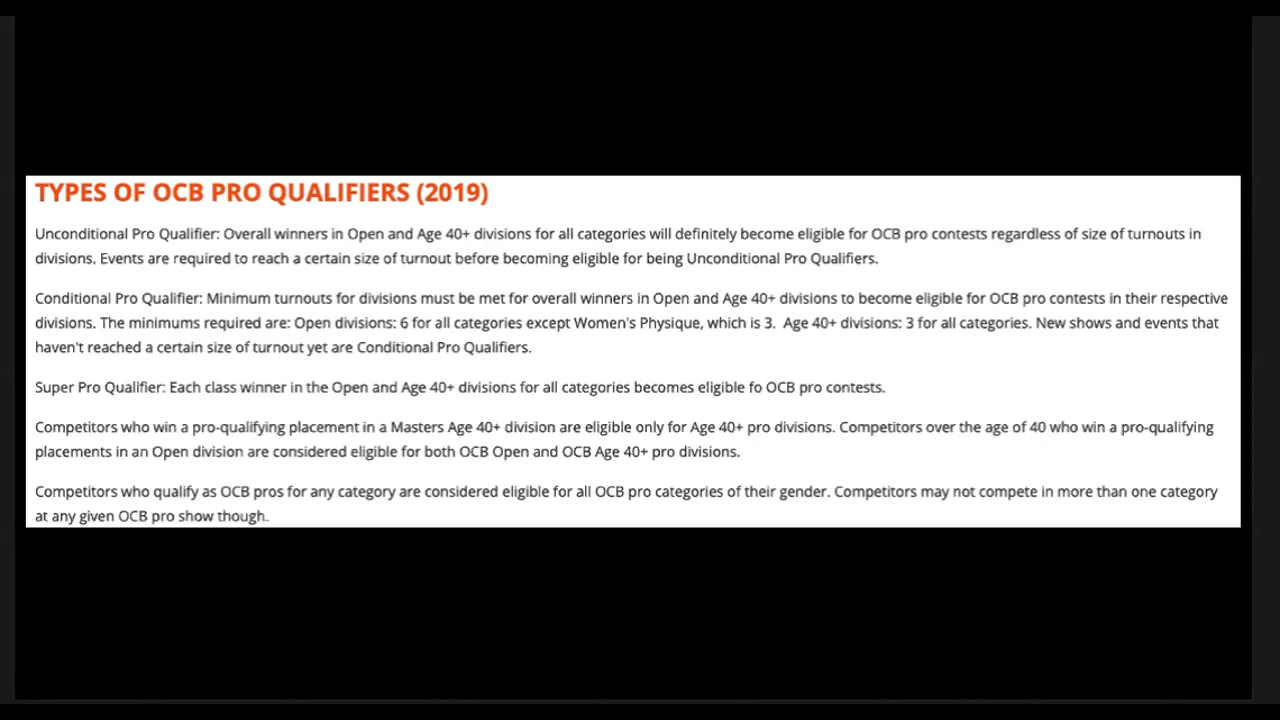 TYPES OF OCB PRO QUALIFIERS (2019)
Unconditional Pro Qualifier: Overall winners in Open and Age 40+ divisions for all categories will definitely become eligible for OCB pro contests regardless of size of turnouts in
divisions. Events are required to reach a certain size of turnout before becoming eligible for being Unconditional Pro Qualifiers.
Conditional Pro Qualifier: Minimum turnouts for divisions must be met for overall winners in Open and Age 40+ divisions to become eligible for OCB pro contests in their respective
divisions. The minimums required are: Open divisions: 6 for all categories except Women's Physique, which is 3.  Age 40+ divisions: 3 for all categories. New shows and events that
haven't reached a certain size of turnout yet are Conditional Pro Qualifiers.
Super Pro Qualifier: Each class winner in the Open and Age 40+ divisions for all categories becomes eligible fo OCB pro contests.
Competitors who win a pro-qualifying placement in a Masters Age 40+ division are eligible only for Age 40+ pro divisions. Competitors over the age of 40 who win a pro-qualifying
placements in an Open division are considered eligible for both OCB Open and OCB Age 40+ pro divisions.
Competitors who qualify as OCB pros for any category are considered eligible for all OCB pro categories of their gender. Competitors may not compete in more than one category
at any given OCB pro show though.